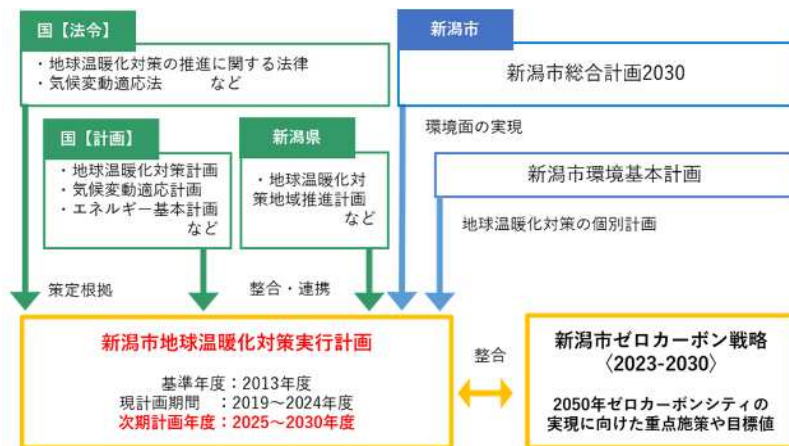 国【法令】
・地球温暖化対策の推進に関する法律
・気候変動適応法　　など
新潟市
新潟市総合計画2030
環境面の実現
国【計画】
・地球温暖化対策計画
・気候変動適応計画
・エネルギー基本計画
など
新潟県
・地球温暖化対
策地域推進計画
など
新潟市環境基本計画
地球温暖化対策の個別計画
策定根拠
整合・連携
新潟市地球温暖化対策実行計画
基準年度：2013年度
現計画期間　：2019～2024年度
次期計画年度：2025～2030年度
整合
新潟市ゼロカーボン戦略
〈2023-2030〉
2050年ゼロカーボンシティの
実現に向けた重点施策や目標値